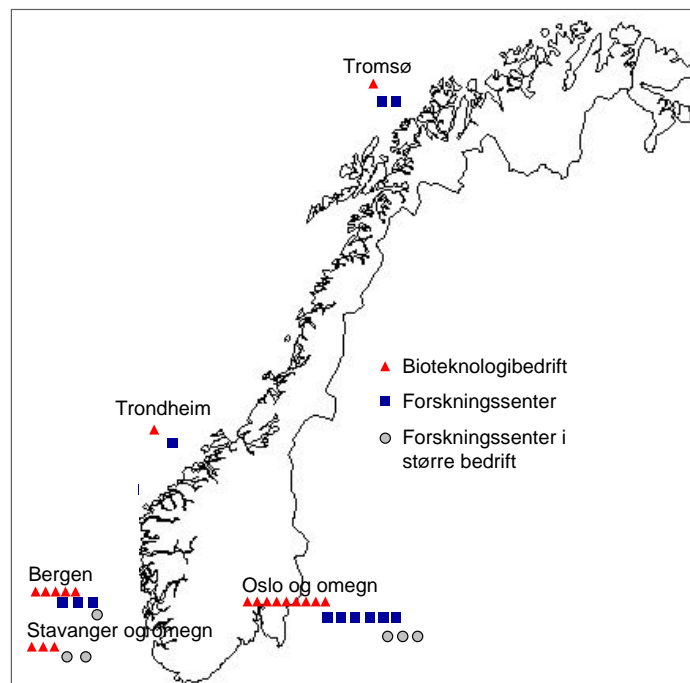 Tromsø
Bioteknologibedrift
Forskningssenter
Trondheim
Forskningssenter i
større bedrift
Bergen
Oslo og omegn
Stavanger og omegn